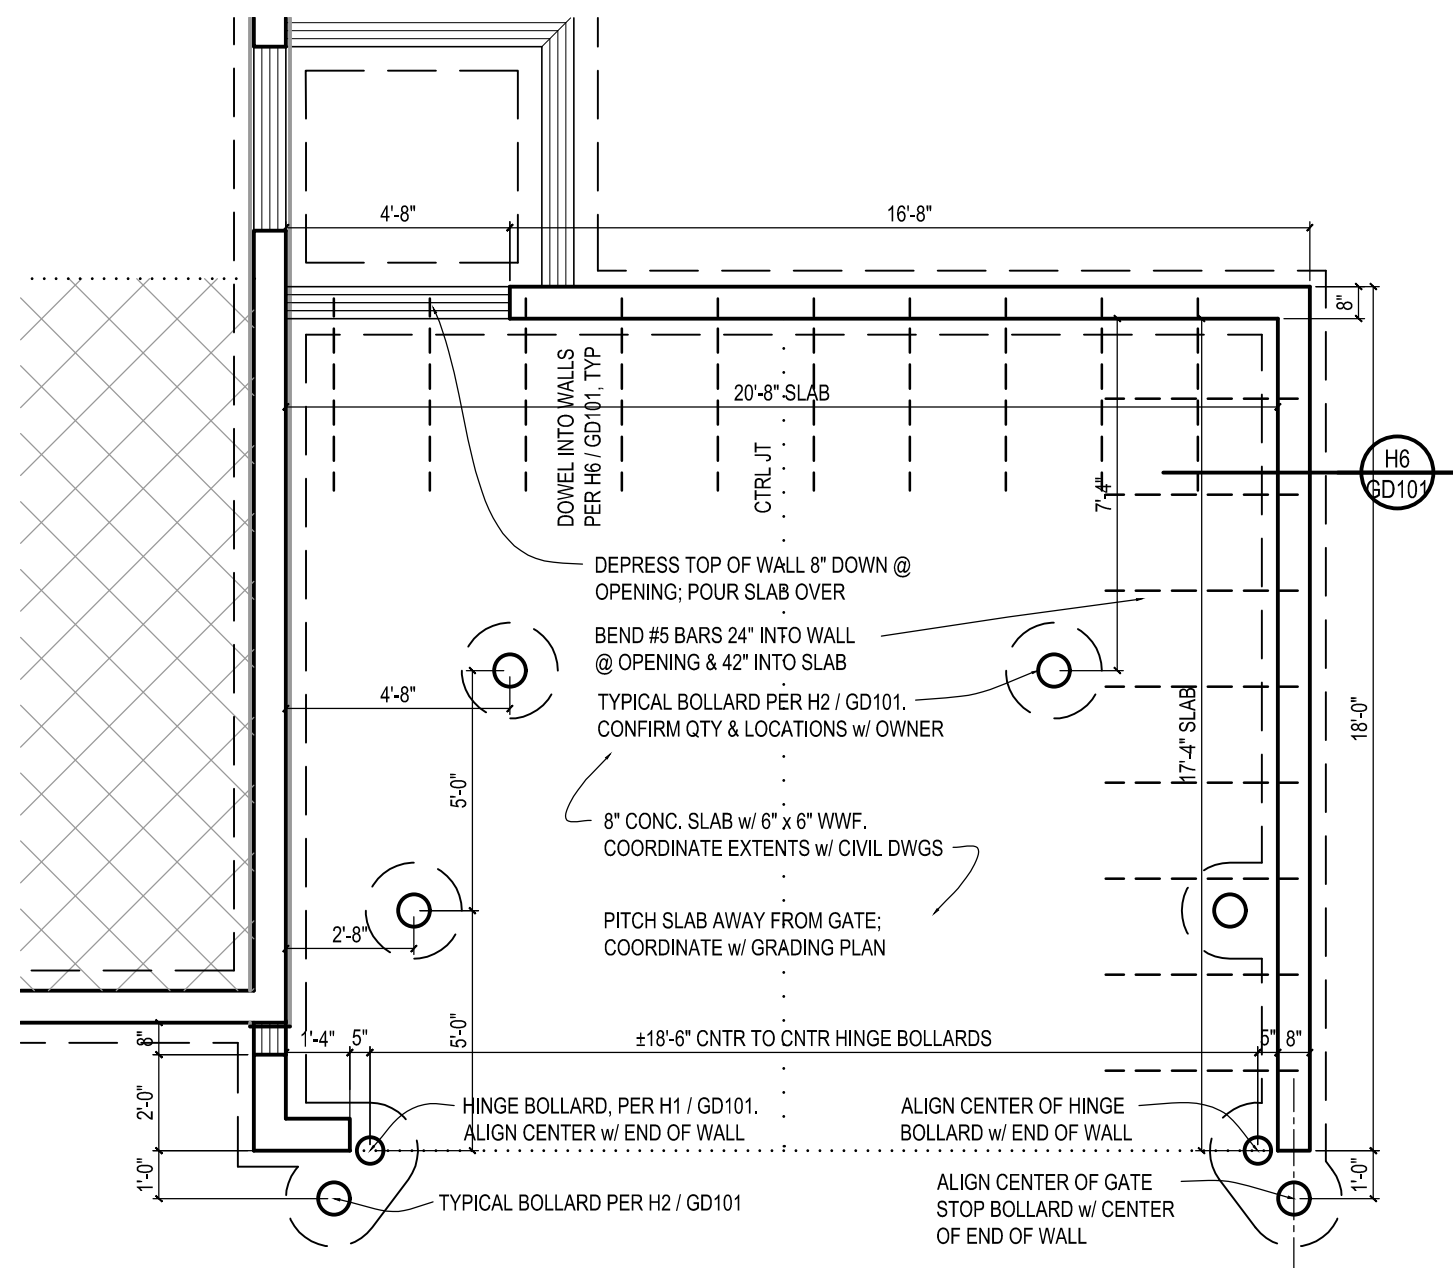 4'-8"
16'-8"
8"
DOWEL INTO WALLS
PER H6 / GD101, TYP
20'-8" SLAB
CTRL JT
7'-4"
H6
GD101
DEPRESS TOP OF WALL 8" DOWN @
OPENING; POUR SLAB OVER
BEND #5 BARS 24" INTO WALL
@ OPENING & 42" INTO SLAB
4'-8"
TYPICAL BOLLARD PER H2 / GD101.
CONFIRM QTY & LOCATIONS w/ OWNER
17'-4" SLAB
18'-0"
5'-0"
8" CONC. SLAB w/ 6" x 6" WWF.
COORDINATE EXTENTS w/ CIVIL DWGS
2'-8"
PITCH SLAB AWAY FROM GATE;
COORDINATE w/ GRADING PLAN
8"
1'-4"
5"
5'-0"
±18'-6" CNTR TO CNTR HINGE BOLLARDS
5"
8"
2'-0"
HINGE BOLLARD, PER H1 / GD101.
ALIGN CENTER w/ END OF WALL
ALIGN CENTER OF HINGE
BOLLARD w/ END OF WALL
1'-0"
TYPICAL BOLLARD PER H2 / GD101
ALIGN CENTER OF GATE
STOP BOLLARD w/ CENTER
OF END OF WALL
1'-0"